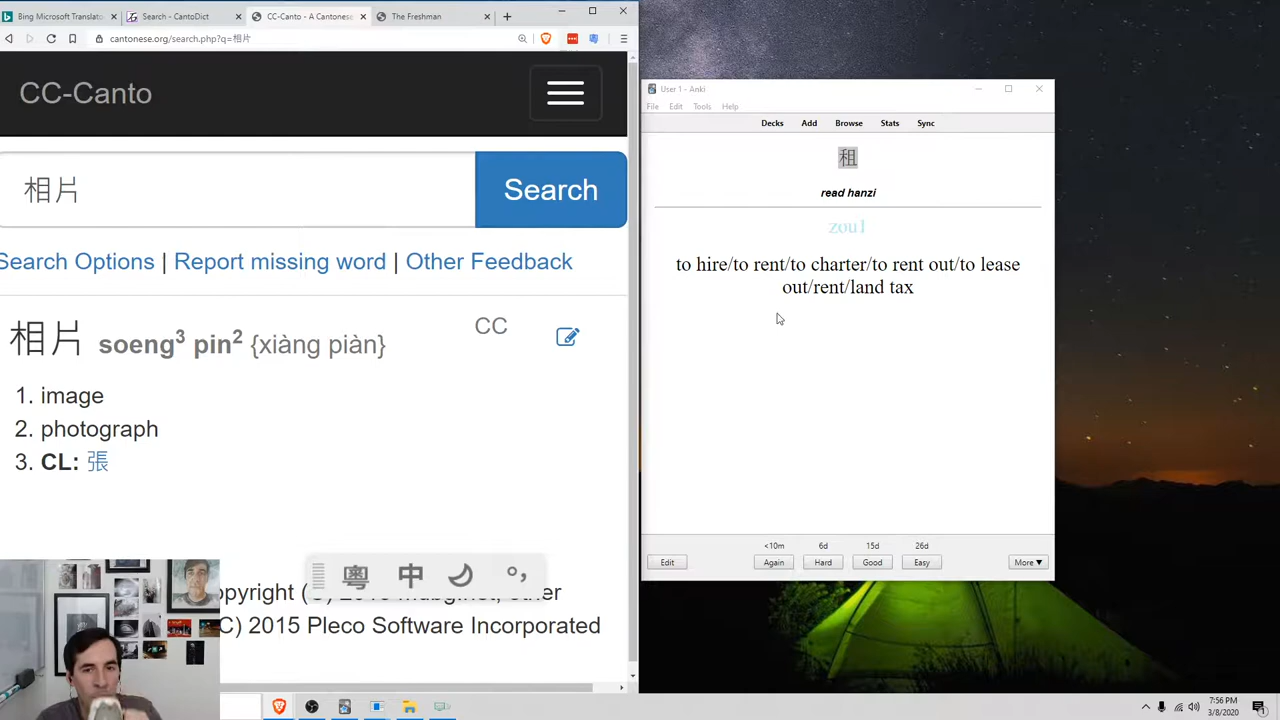 Bing Microsoft Translato
Search - CantoDict
CC-Canto - A Cantonese
The Freshman
cantonese.org/search.php?q=相片
CC-Canto
相片
Search
Search Options | Report missing word | Other Feedback
相片 soeng³ pin² {xiàng piàn}
CC
1. image
2. photograph
3. CL: 張
粵 中
opyright (C)
C) 2015 Pleco Software Incorporated
User 1 - Anki
File Edit Tools Help
Decks Add Browse Stats Sync
租
read hanzi
zou1
to hire/to rent/to charter/to rent out/to lease
out/rent/land tax
<10m 6d 15d 26d
Edit Again Hard Good Easy More ▼
7:56 PM
3/8/2020